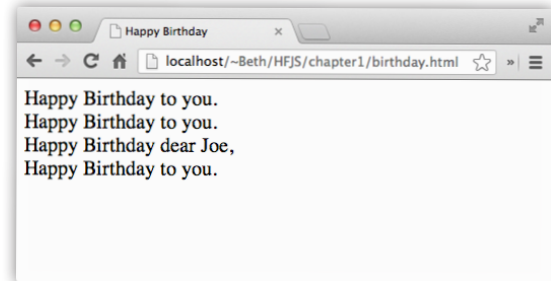 Happy Birthday
localhost/~Beth/HFJS/chapter1/birthday.html
Happy Birthday to you.
Happy Birthday to you.
Happy Birthday dear Joe,
Happy Birthday to you.